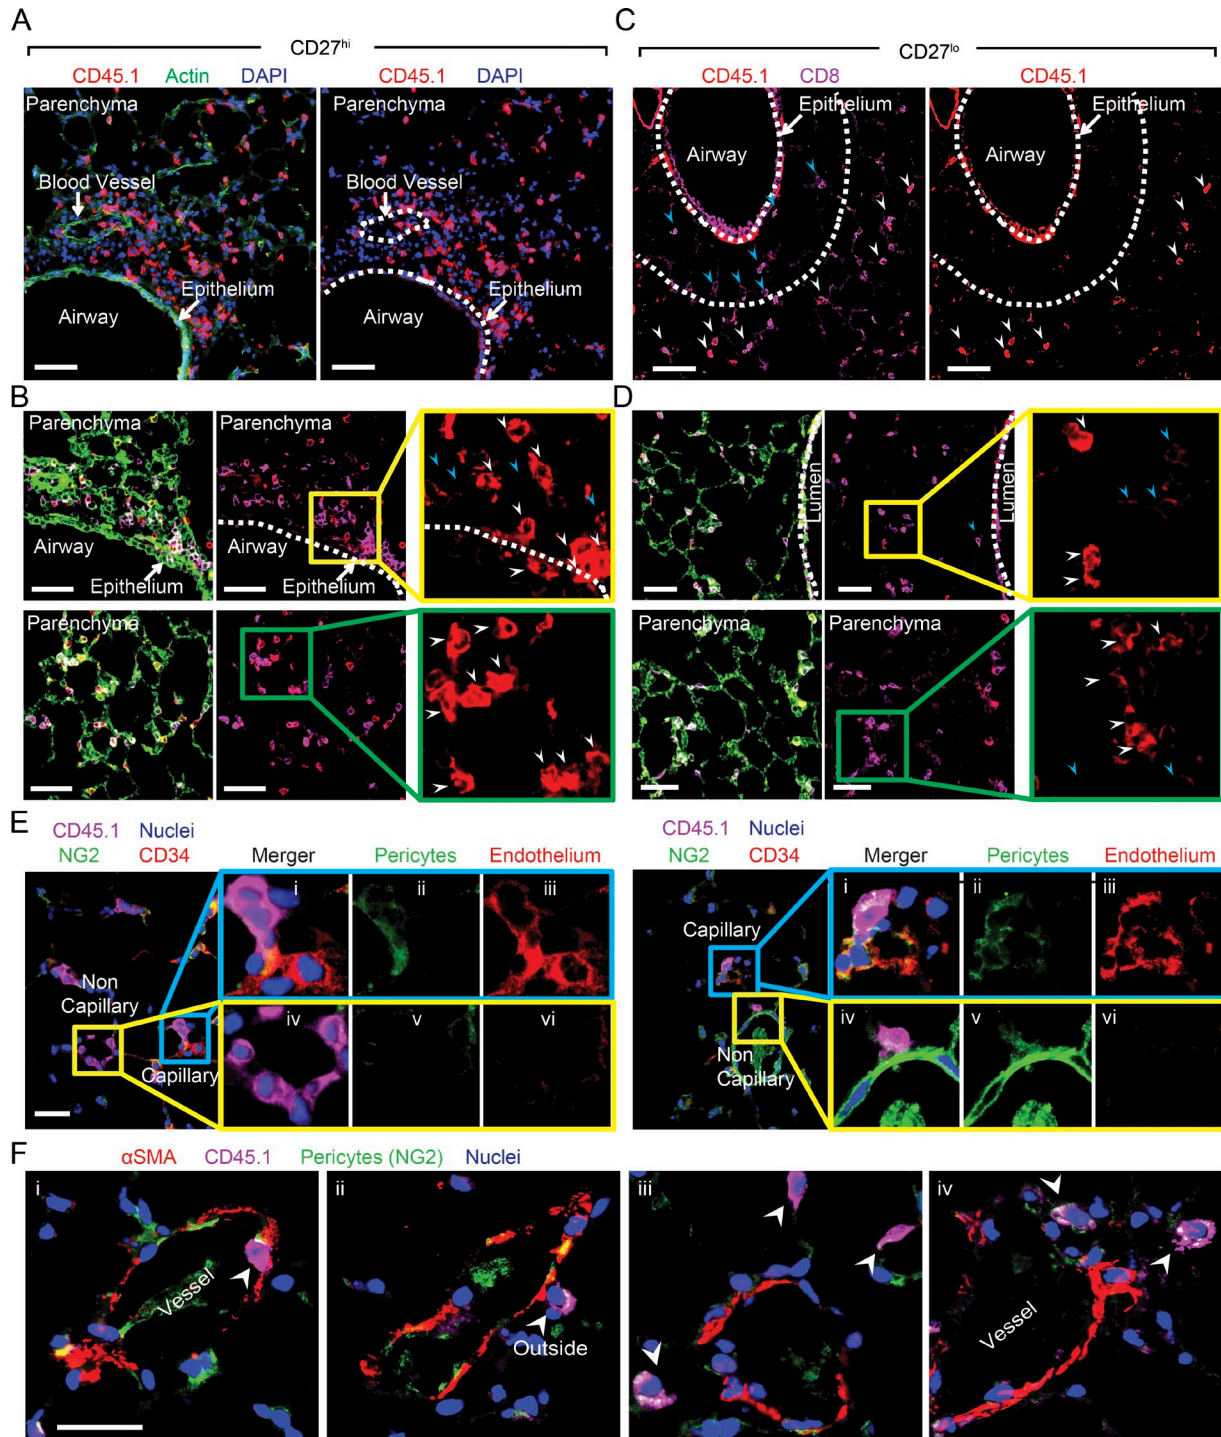 A
CD27hi
CD45.1 Actin DAPI CD45.1 DAPI
Parenchyma
Blood Vessel
Epithelium
Airway
Parenchyma
Blood Vessel
Epithelium
Airway
C
CD27lo
CD45.1 CD8 CD45.1
Epithelium
Airway
Epithelium
Airway
B
Parenchyma
Airway
Epithelium
Parenchyma
Airway
Epithelium
Parenchyma
D
Lumen
Lumen
Parenchyma
Parenchyma
E
CD45.1 Nuclei
NG2 CD34 Merger Pericytes Endothelium
i ii iii
Non
Capillary
Capillary
iv v vi
CD45.1 Nuclei
NG2 CD34 Merger Pericytes Endothelium
i ii iii
Capillary
iv v vi
Non
Capillary
F
αSMA CD45.1 Pericytes (NG2) Nuclei
i
Vessel
ii
Outside
iii
iv
Vessel